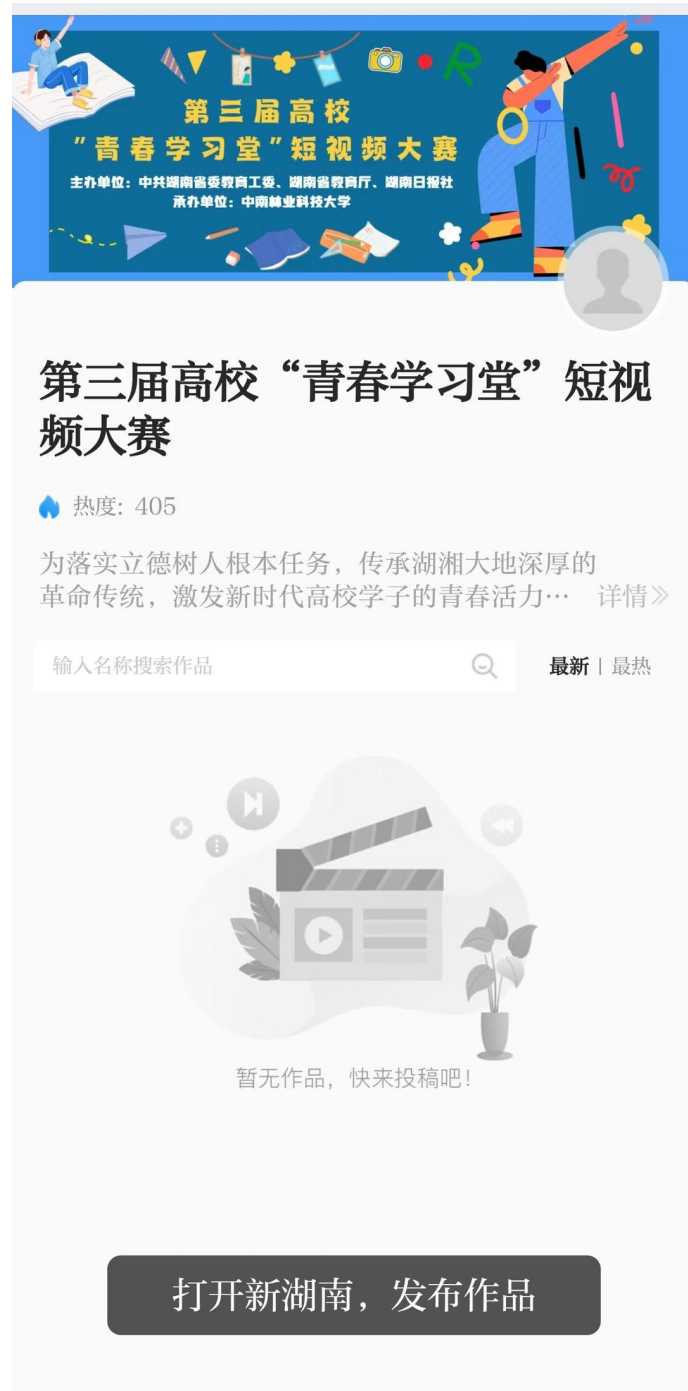 第三届高校
“青春学习堂”短视频大赛
主办单位：中共湖南省委教育工委、湖南省教育厅、湖南日报社
承办单位：中南林业科技大学
第三届高校“青春学习堂”短视
频大赛
热度: 405
为落实立德树人根本任务，传承湖湘大地深厚的
革命传统，激发新时代高校学子的青春活力… 详情》
输入名称搜索作品 最新 | 最热
暂无作品，快来投稿吧！
打开新湖南，发布作品